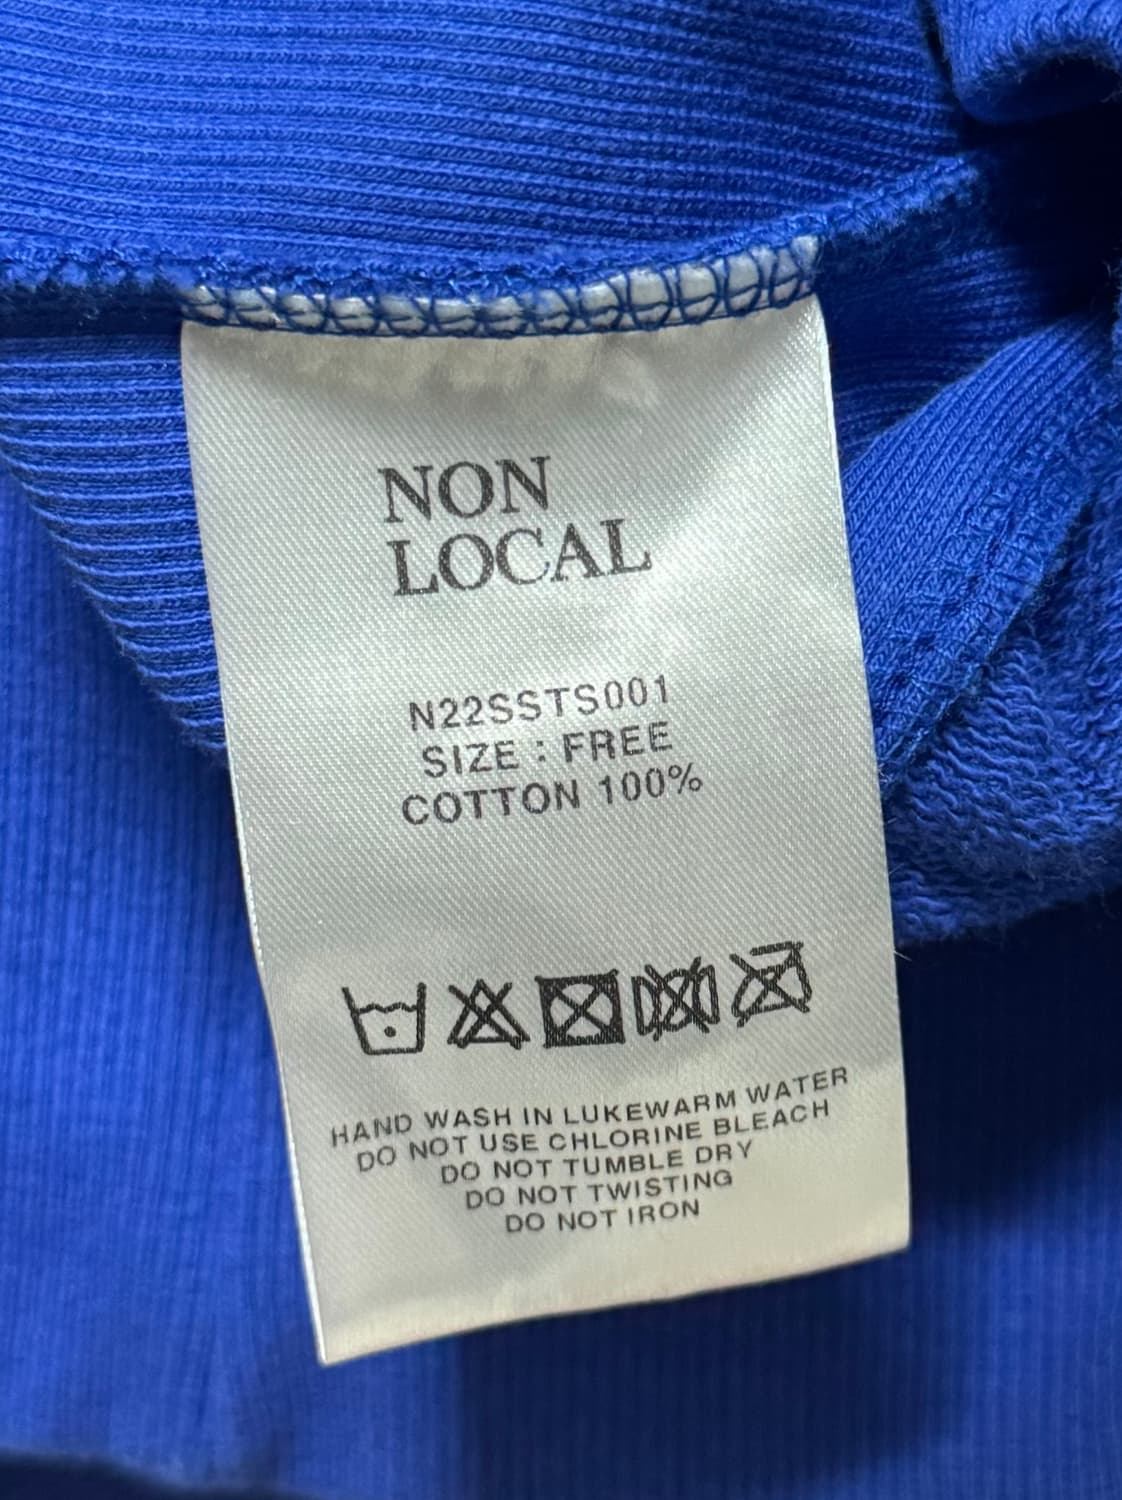 NON
LOCAL
N22SSTS001
SIZE : FREE
COTTON 100%
HAND WASH IN LUKEWARM WATER
DO NOT USE CHLORINE BLEACH
DO NOT TUMBLE DRY
DO NOT TWISTING
DO NOT IRON